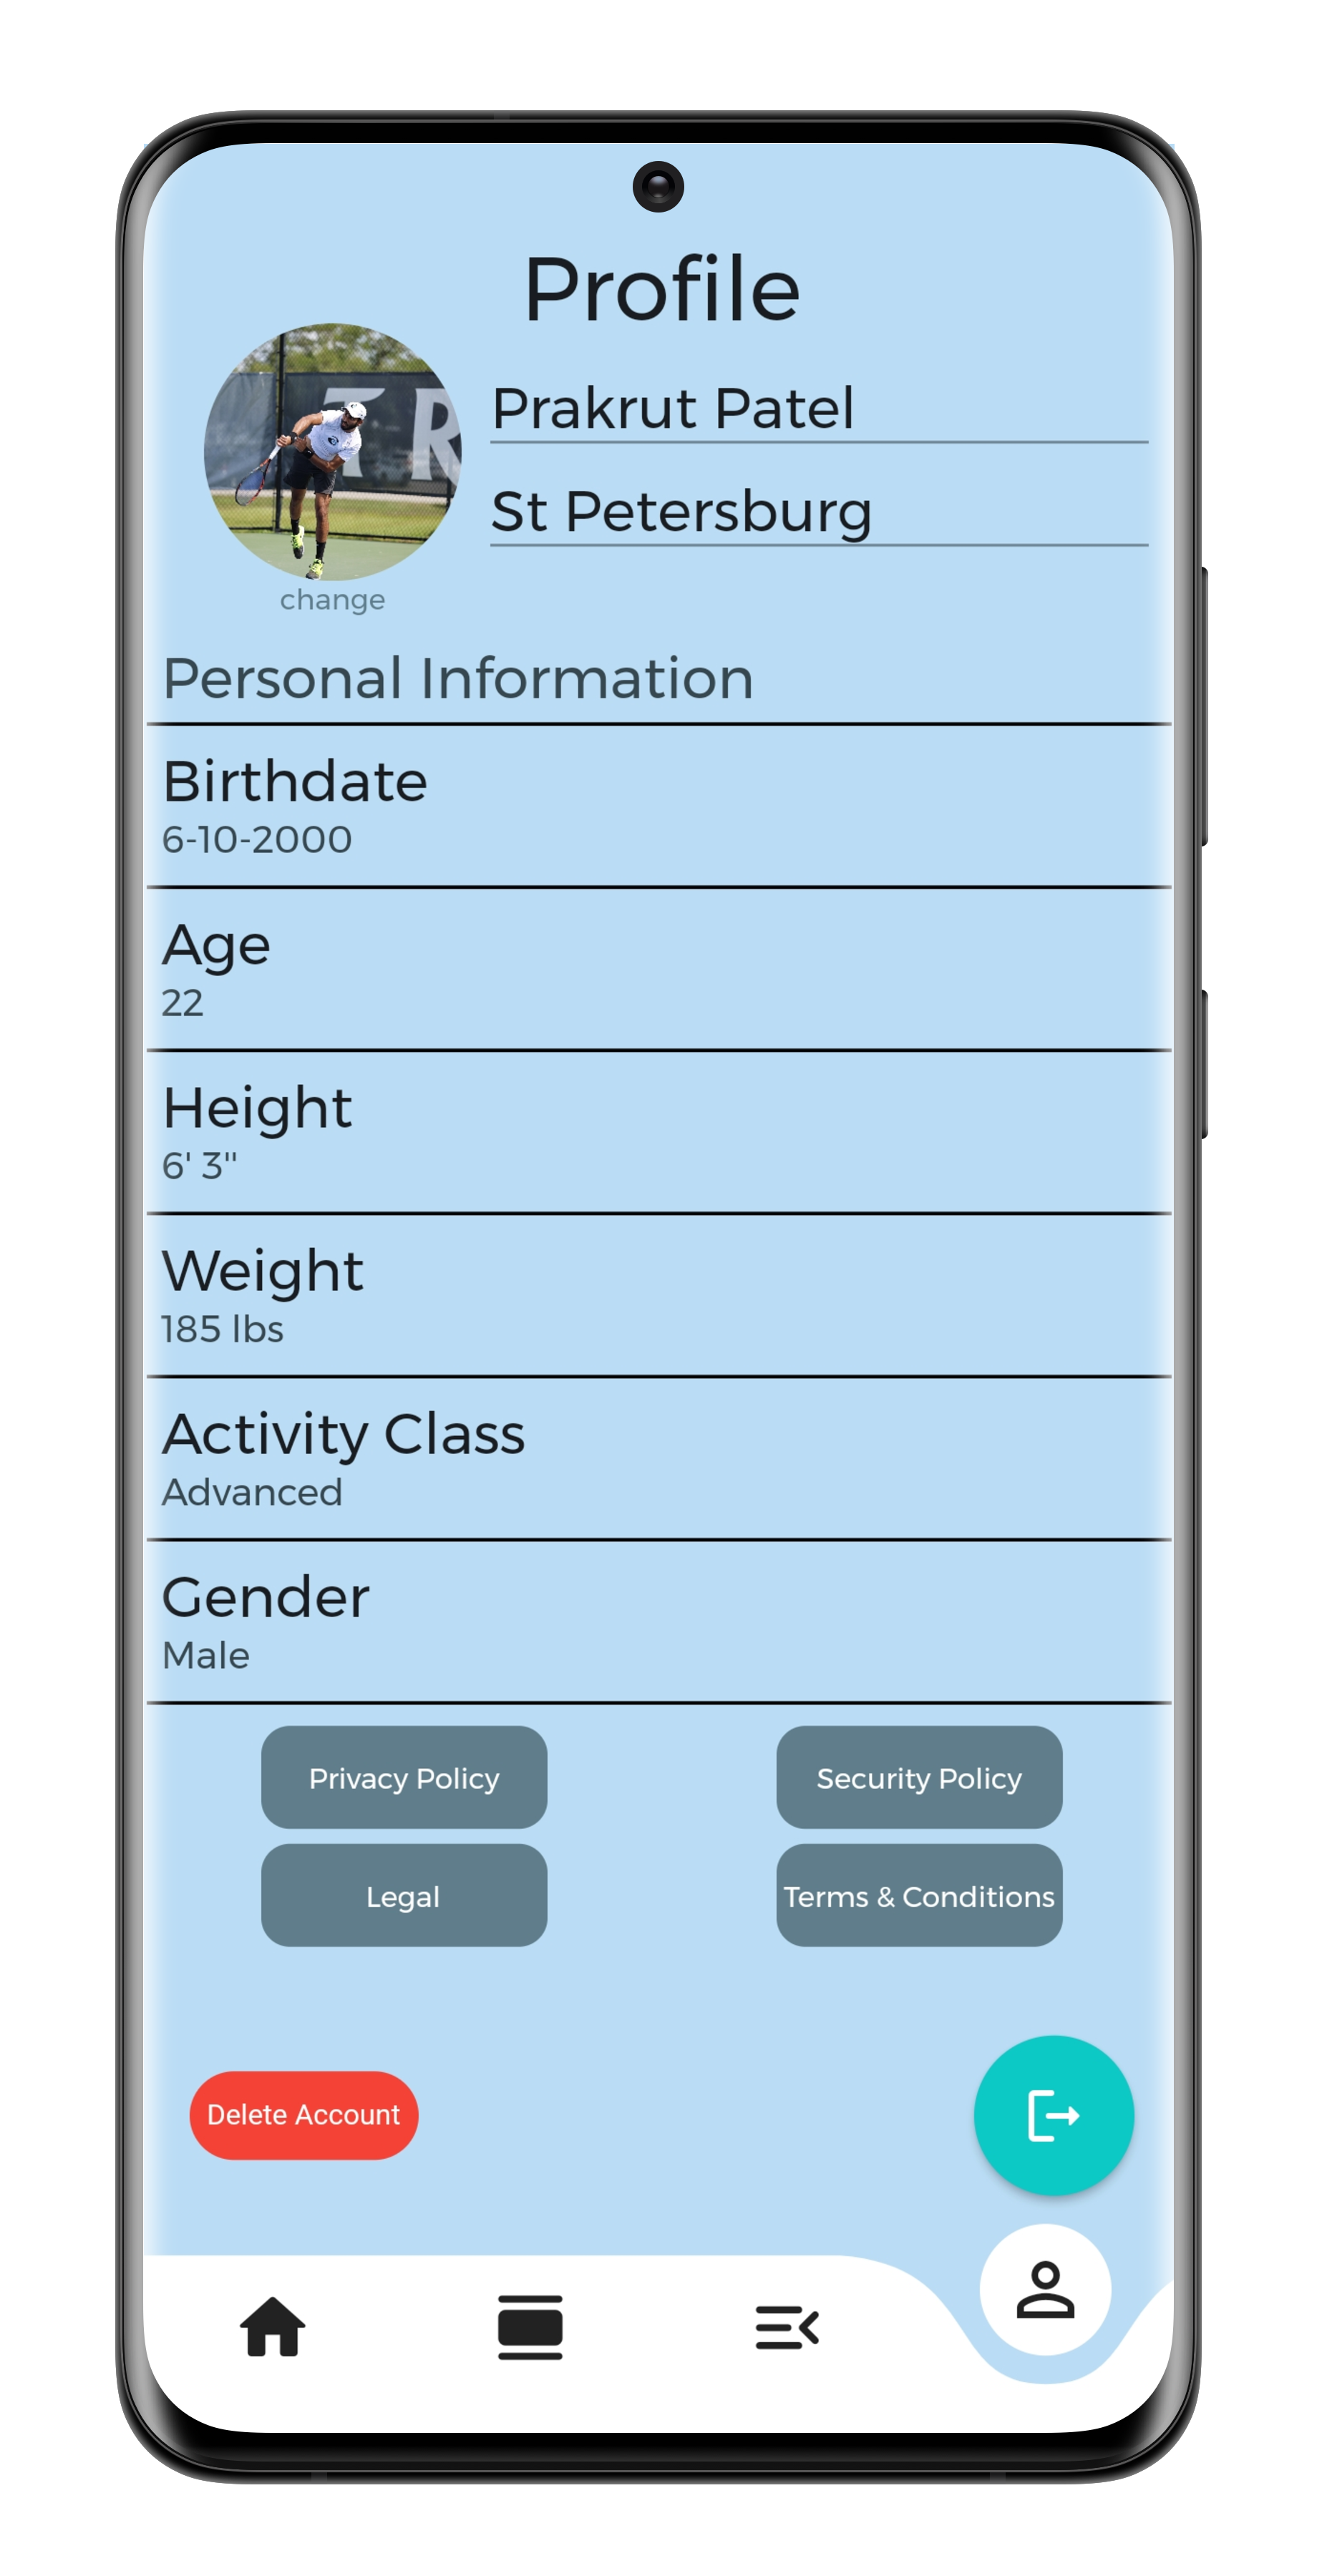 Profile
TR
Prakrut Patel
St Petersburg
change
Personal Information
Birthdate
6-10-2000
Age
22
Height
6' 3"
Weight
185 lbs
Activity Class
Advanced
Gender
Male
Privacy Policy
Security Policy
Legal
Terms & Conditions
Delete Account